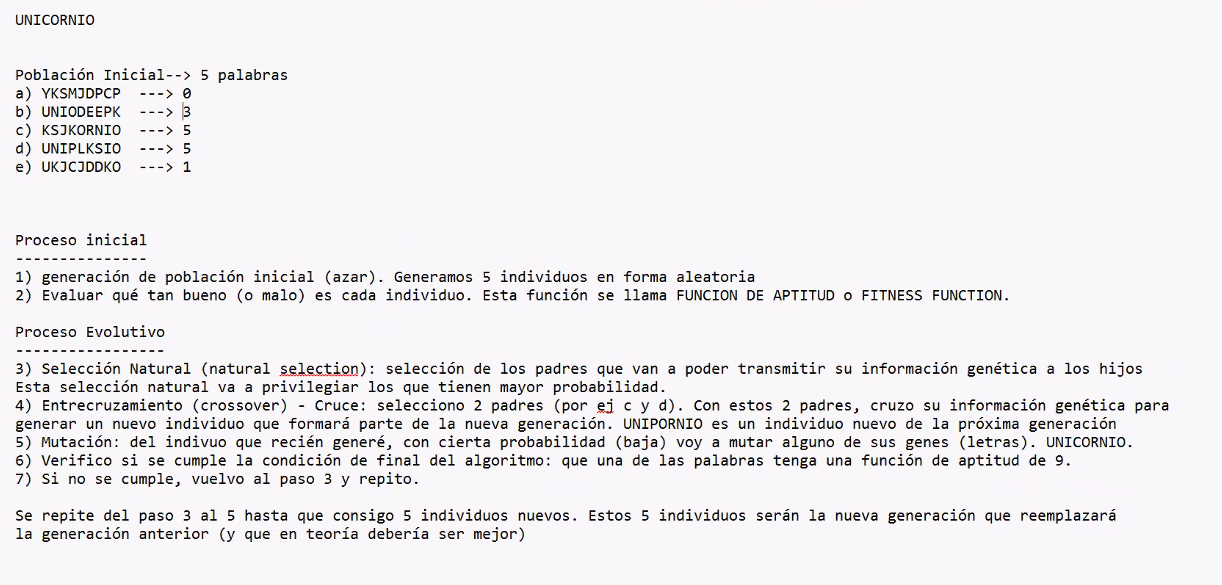 UNICORNIO
Población Inicial--> 5 palabras
a) YKSMJDPCP ---> 0
b) UNIODEEPK ---> 3
c) KSJKORNIO ---> 5
d) UNIPLKSIO ---> 5
e) UKJCJDDKO ---> 1
Proceso inicial
---------------
1) generación de población inicial (azar). Generamos 5 individuos en forma aleatoria
2) Evaluar qué tan bueno (o malo) es cada individuo. Esta función se llama FUNCION DE APTITUD o FITNESS FUNCTION.
Proceso Evolutivo
-----------------
3) Selección Natural (natural selection): selección de los padres que van a poder transmitir su información genética a los hijos
Esta selección natural va a privilegiar los que tienen mayor probabilidad.
4) Entrecruzamiento (crossover) - Cruce: selecciono 2 padres (por ej c y d). Con estos 2 padres, cruzo su información genética para
generar un nuevo individuo que formará parte de la nueva generación. UNIPORNIO es un individuo nuevo de la próxima generación
5) Mutación: del indivuo que recién generé, con cierta probabilidad (baja) voy a mutar alguno de sus genes (letras). UNICORNIO.
6) Verifico si se cumple la condición de final del algoritmo: que una de las palabras tenga una función de aptitud de 9.
7) Si no se cumple, vuelvo al paso 3 y repito.
Se repite del paso 3 al 5 hasta que consigo 5 individuos nuevos. Estos 5 individuos serán la nueva generación que reemplazará
la generación anterior (y que en teoría debería ser mejor)